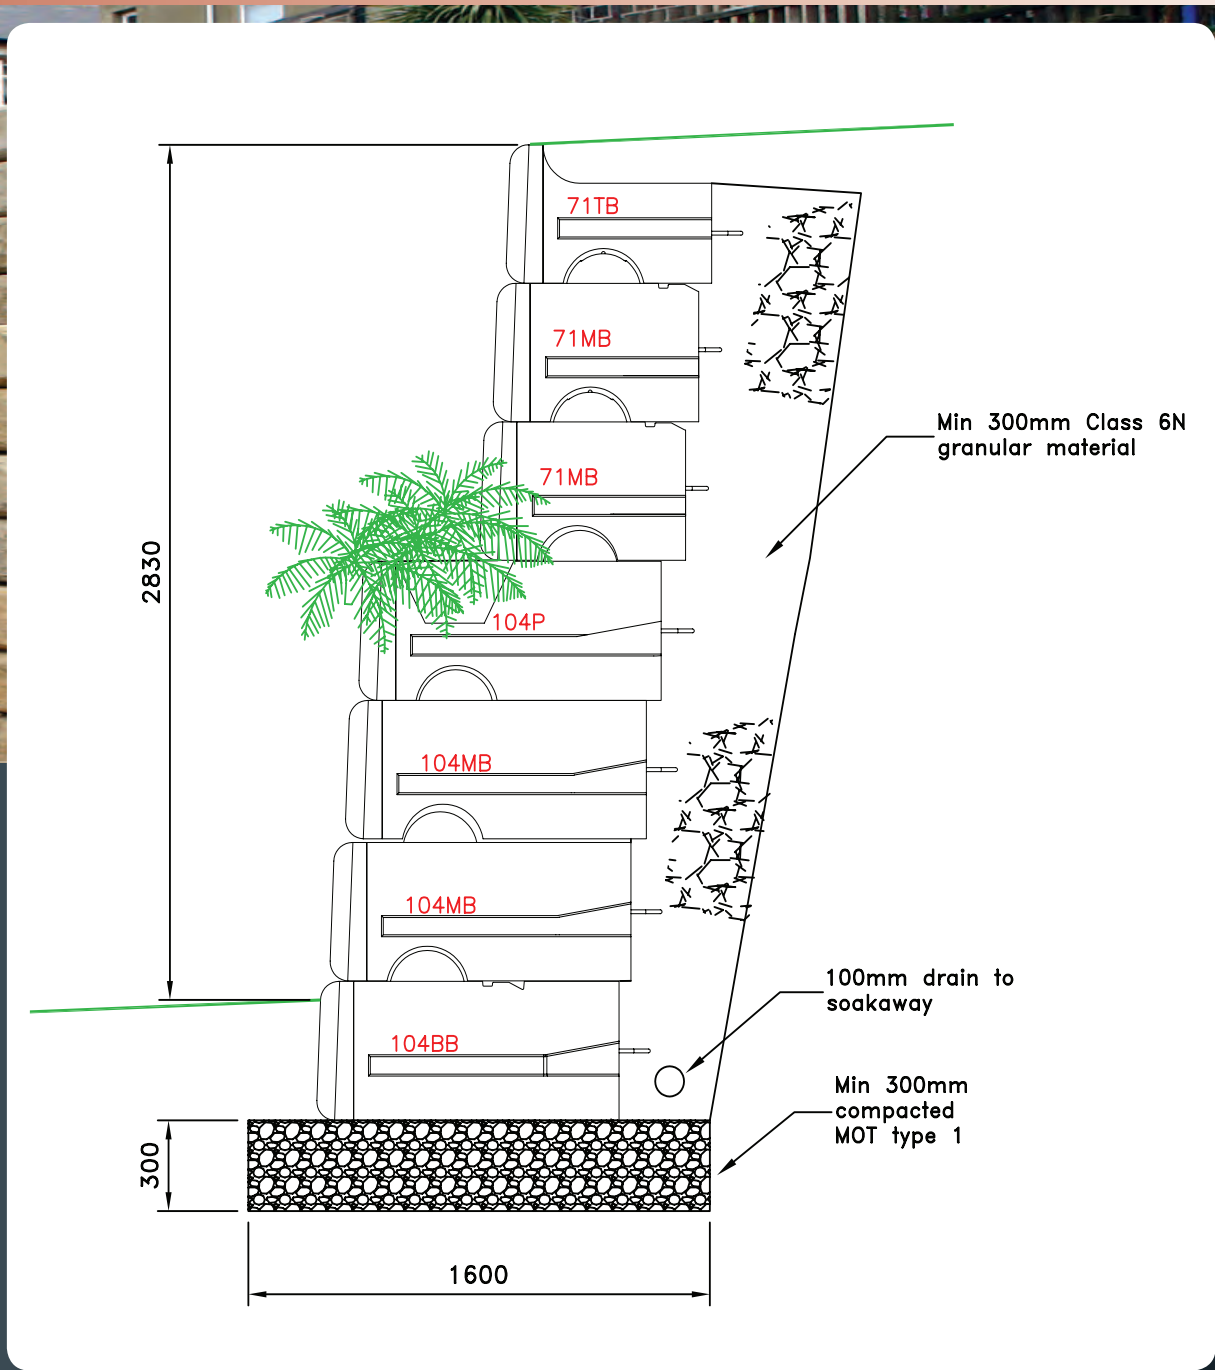 71TB
71MB
Min 300mm Class 6N
granular material
71MB
2830
104P
104MB
104MB
100mm drain to
soakaway
104BB
Min 300mm
compacted
MOT type 1
300
1600